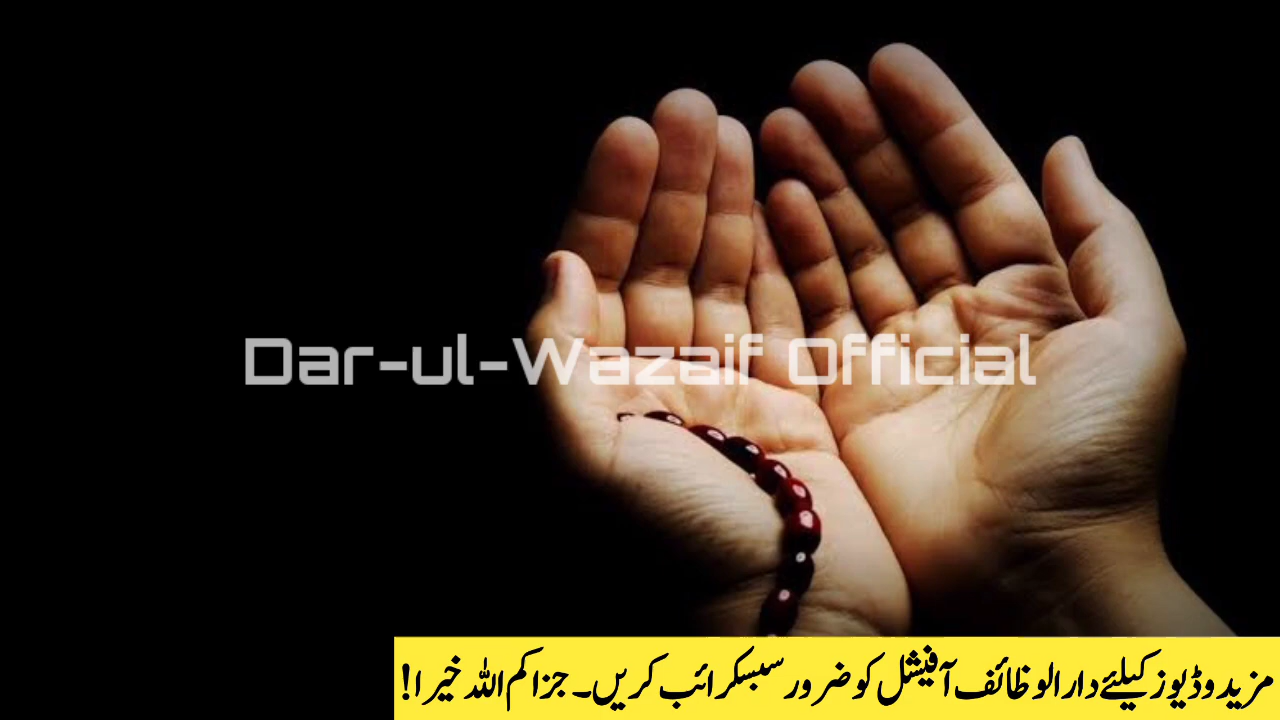 Dar-ul-Wazaif Official
مزید وڈیوز کیلئے دارالوظائف آفیشل کو ضرور سبسکرائب کریں۔ جزاکم اللہ خیرا!